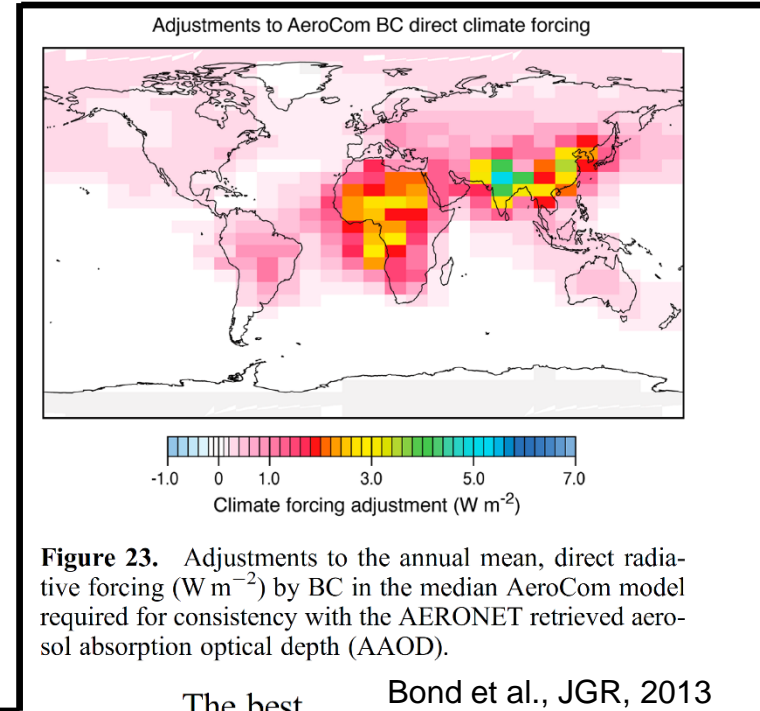 Adjustments to AeroCom BC direct climate forcing
-1.0 0 1.0 3.0 5.0 7.0
Climate forcing adjustment (W m-2)
Figure 23. Adjustments to the annual mean, direct radia-
tive forcing (W m−2) by BC in the median AeroCom model
required for consistency with the AERONET retrieved aero-
sol absorption optical depth (AAOD).
The best
Bond et al., JGR, 2013